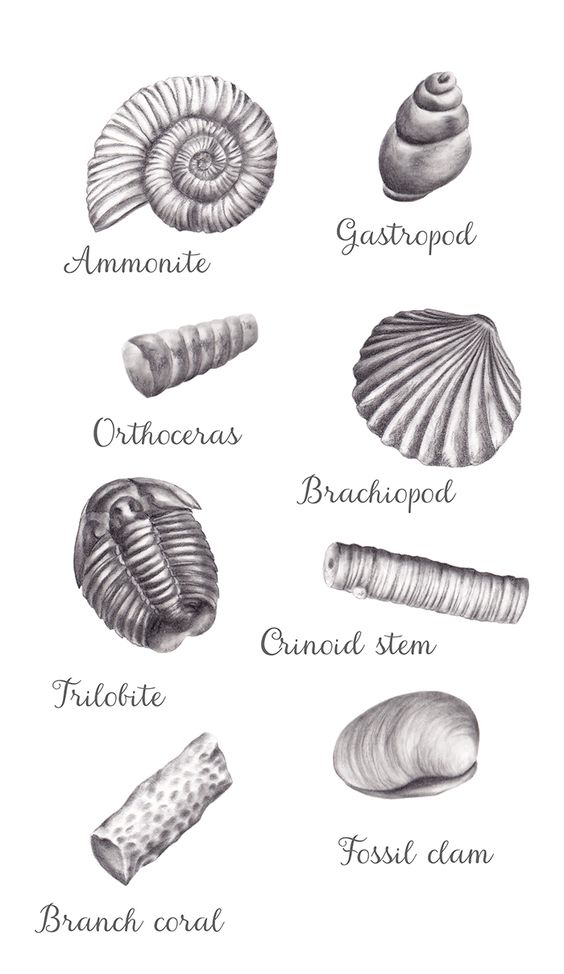 Ammonite
Gastropod
Orthoceras
Brachiopod
Trilobite
Crinoid stem
Branch coral
Fossil clam